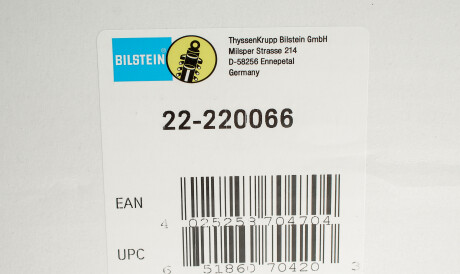 BILSTEIN
ThyssenKrupp Bilstein GmbH
Milsper Strasse 214
D-58256 Ennepetal
Germany
22-220066
EAN
4 025253 704704
UPC
6 51860 70420 3